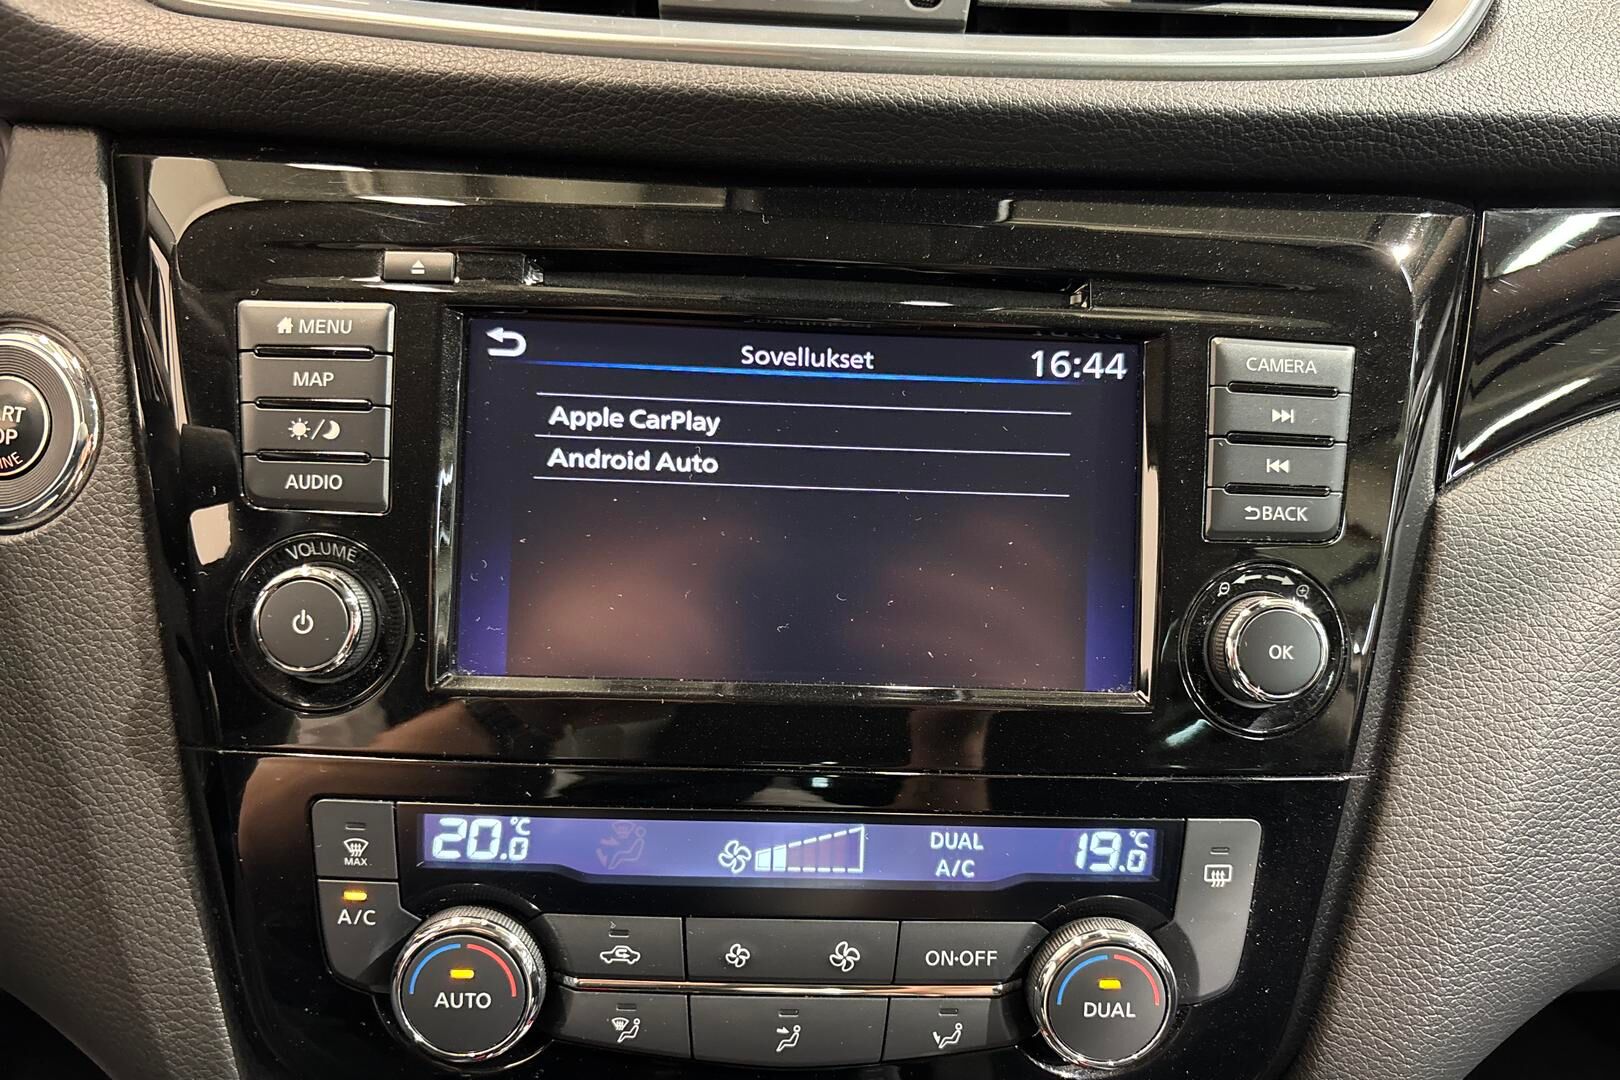 MENU
MAP
AUDIO
VOLUME
Sovellukset
16:44
Apple CarPlay
Android Auto
CAMERA
BACK
OK
20.0 °C
DUAL
A/C
19.0 °C
MAX
A/C
AUTO
ON·OFF
DUAL